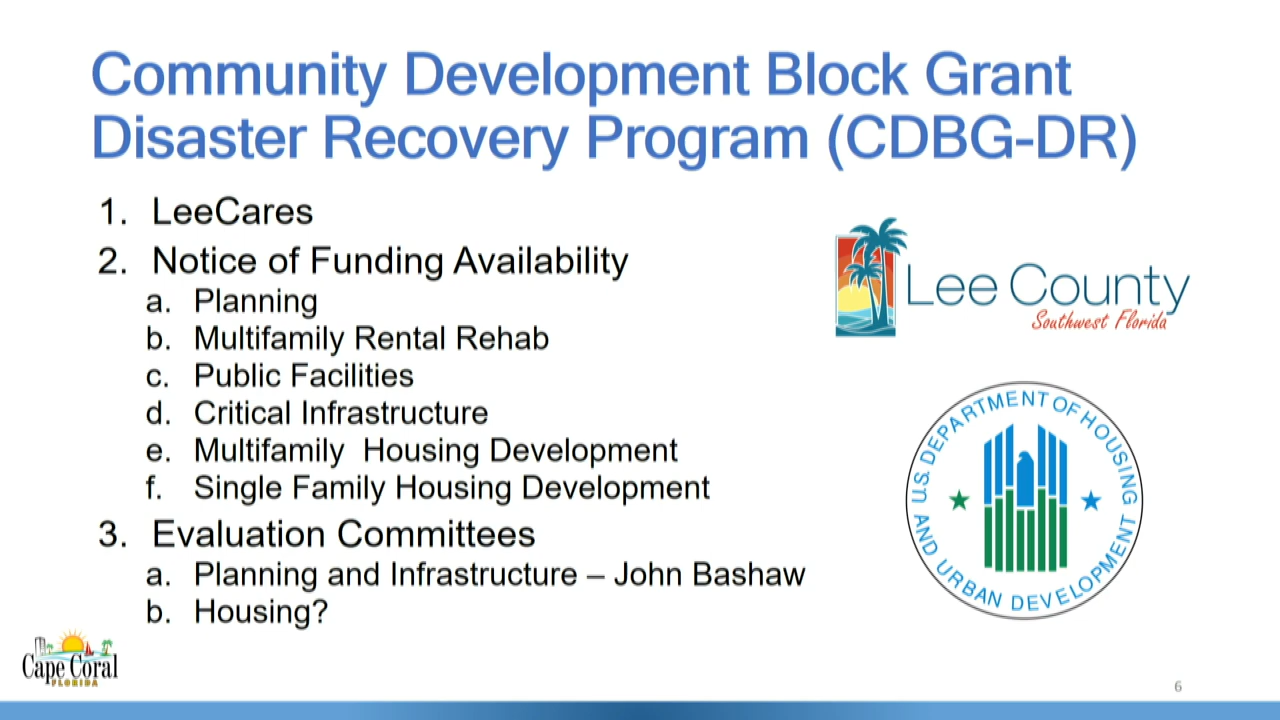 Community Development Block Grant
Disaster Recovery Program (CDBG-DR)
1. LeeCares
2. Notice of Funding Availability
a. Planning
b. Multifamily Rental Rehab
c. Public Facilities
d. Critical Infrastructure
e. Multifamily  Housing Development
f. Single Family Housing Development
3. Evaluation Committees
a. Planning and Infrastructure – John Bashaw
b. Housing?
Lee County
Southwest Florida
U.S. DEPARTMENT OF HOUSING
AND URBAN DEVELOPMENT
Cape Coral
FLORIDA
6